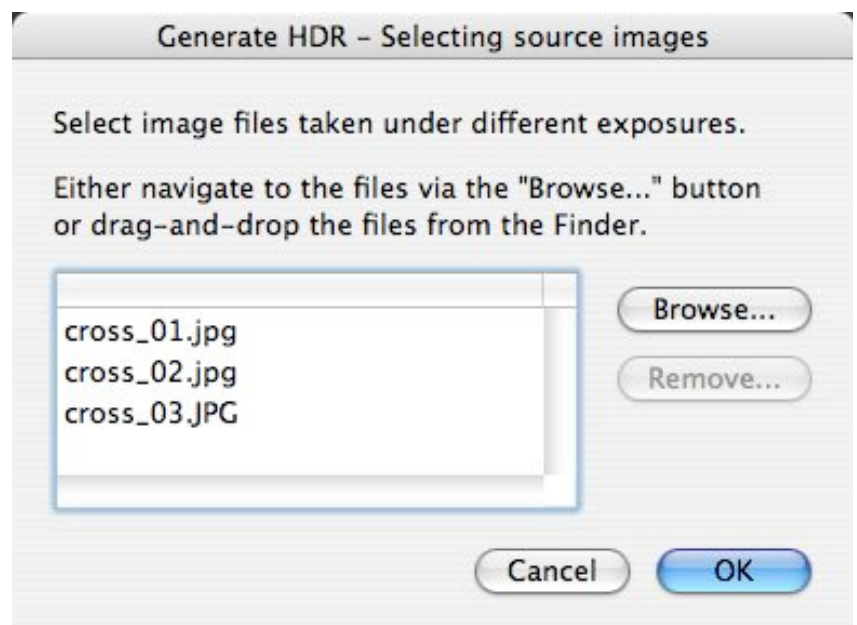 Generate HDR – Selecting source images
Select image files taken under different exposures.
Either navigate to the files via the "Browse..." button
or drag-and-drop the files from the Finder.
Browse...
cross_01.jpg
cross_02.jpg
Remove...
cross_03.JPG
Cancel
OK